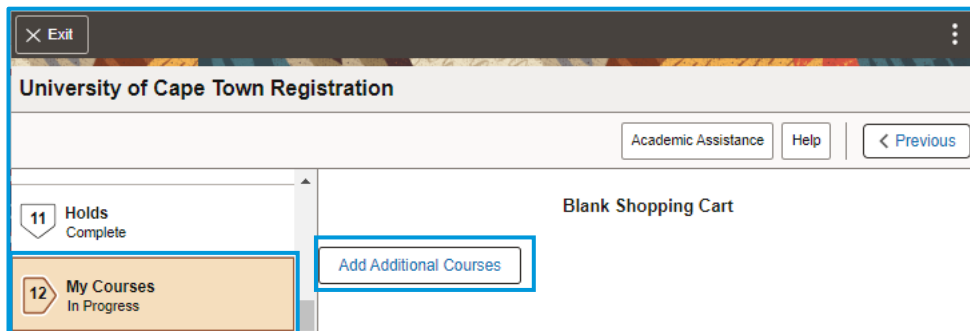 Exit
University of Cape Town Registration
Academic Assistance Help Previous
11 Holds
Complete
Blank Shopping Cart
Add Additional Courses
12 My Courses
In Progress